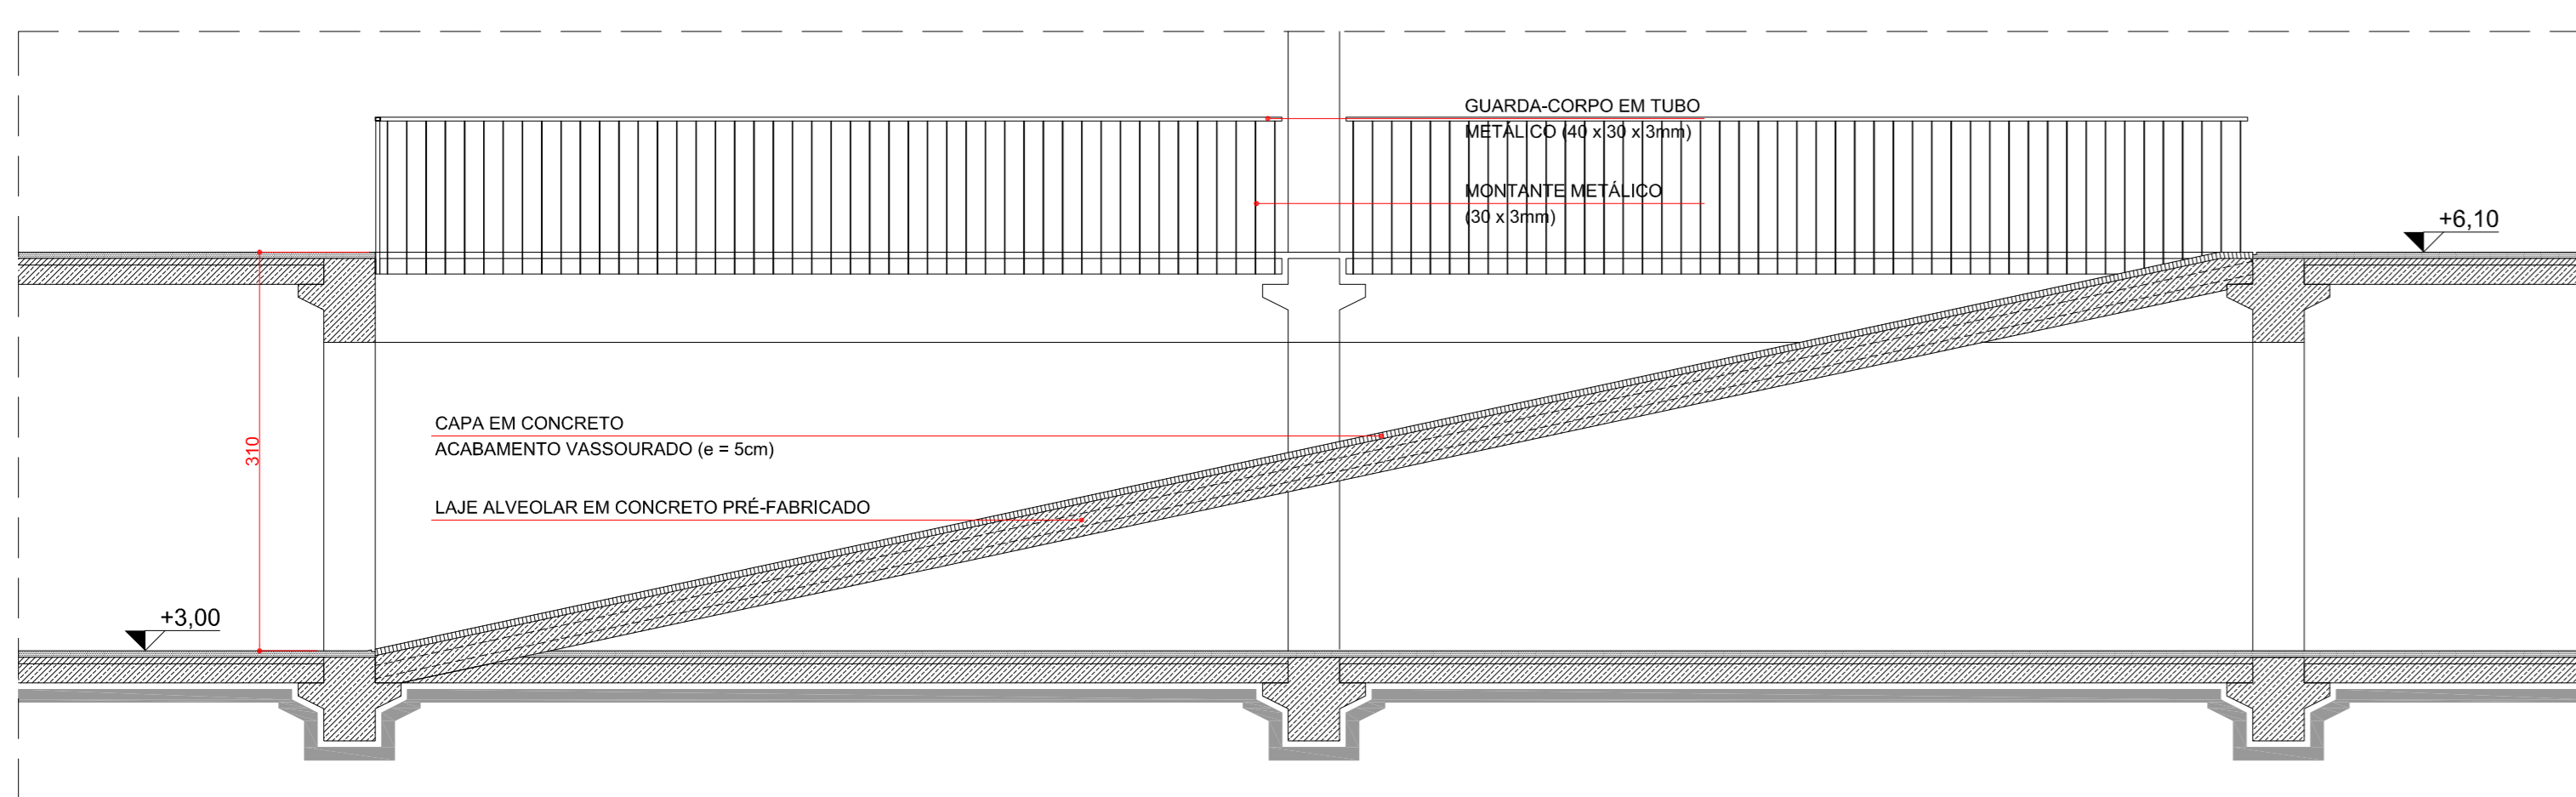 GUARDA-CORPO EM TUBO
METÁLICO (40 x 30 x 3mm)
MONTANTE METÁLICO
(30 x 3mm)
+6,10
310
CAPA EM CONCRETO
ACABAMENTO VASSOURADO (e = 5cm)
LAJE ALVEOLAR EM CONCRETO PRÉ-FABRICADO
+3,00